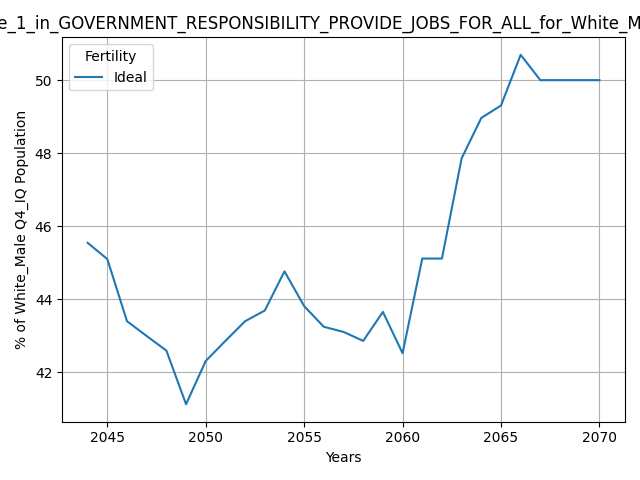 e_1_in_GOVERNMENT_RESPONSIBILITY_PROVIDE_JOBS_FOR_ALL_for_White_M
Fertility
Ideal
50
48
46
44
42
% of White_Male Q4_IQ Population
2045 2050 2055 2060 2065 2070
Years